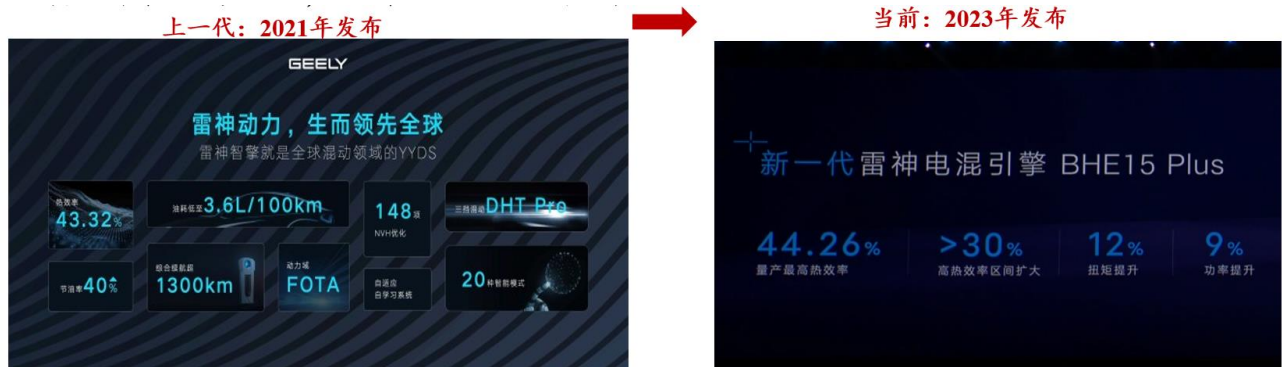 上一代：2021年发布
当前：2023年发布
GEELY
雷神动力，生而领先全球
雷神智擎就是全球混动领域的YYDS
热效率
43.32%
油耗低至3.6L/100km
148项
NVH优化
三挡混动DHT Pro
节油率40%
综合续航超
1300km
动力域
FOTA
自适应
自学习系统
20种智能模式
新一代雷神电混引擎 BHE15 Plus
44.26%
量产最高热效率
>30%
高热效率区间扩大
12%
扭矩提升
9%
功率提升